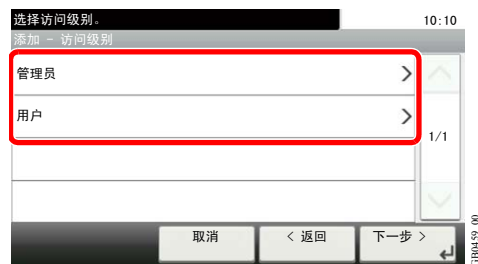 选择访问级别。 10:10
添加 - 访问级别
管理员
用户
1/1
取消 < 返回 下一步 >
GB0459_00